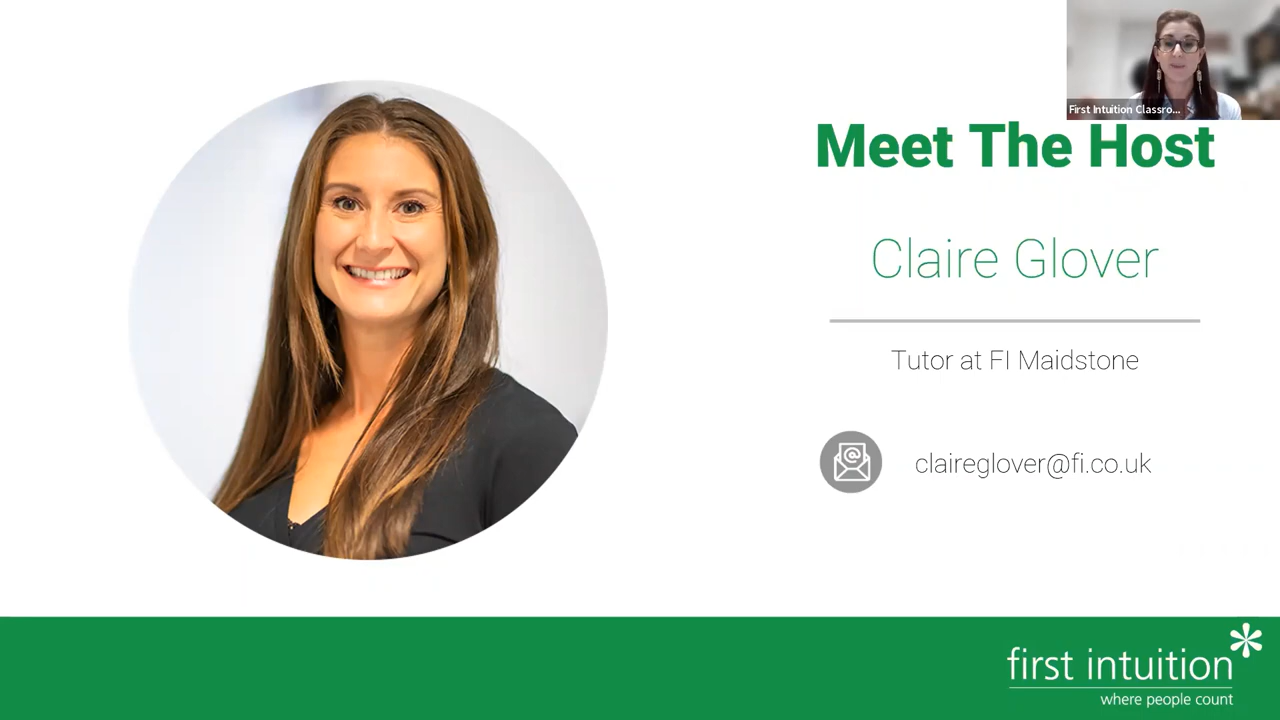 First Intuition Classro...
Meet The Host
Claire Glover
Tutor at FI Maidstone
claireglover@fi.co.uk
first intuition
where people count